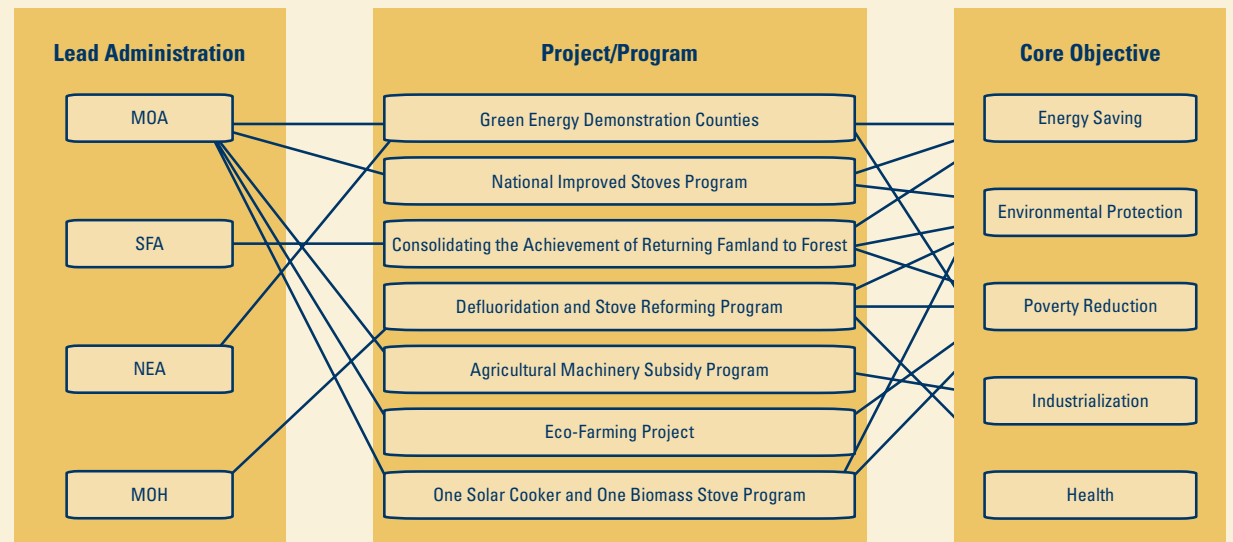 Lead Administration
MOA
SFA
NEA
MOH
Project/Program
Green Energy Demonstration Counties
National Improved Stoves Program
Consolidating the Achievement of Returning Famland to Forest
Defluoridation and Stove Reforming Program
Agricultural Machinery Subsidy Program
Eco-Farming Project
One Solar Cooker and One Biomass Stove Program
Core Objective
Energy Saving
Environmental Protection
Poverty Reduction
Industrialization
Health